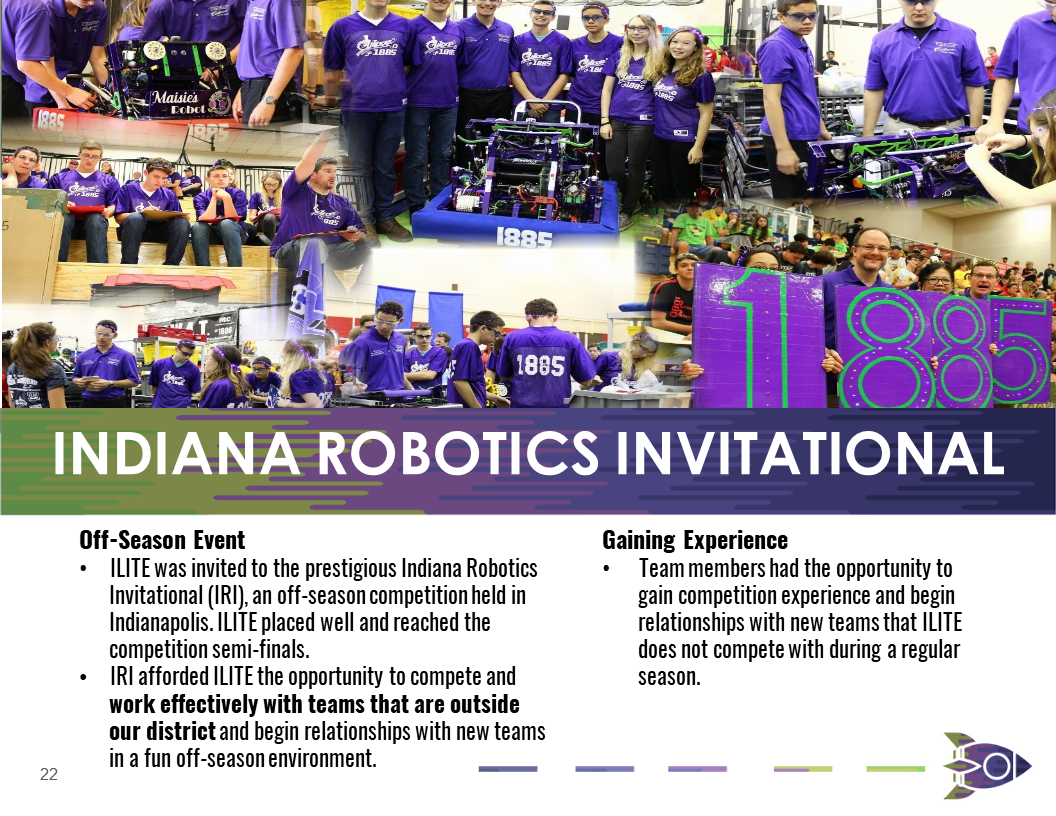 Maisie's
Robot
1885
1885
1885
1885
1885
1885
1885
1885
1885
INDIANA ROBOTICS INVITATIONAL
Off-Season Event
• ILITE was invited to the prestigious Indiana Robotics
Invitational (IRI), an off-season competition held in
Indianapolis. ILITE placed well and reached the
competition semi-finals.
• IRI afforded ILITE the opportunity to compete and
work effectively with teams that are outside
our district and begin relationships with new teams
in a fun off-season environment.
Gaining Experience
• Team members had the opportunity to
gain competition experience and begin
relationships with new teams that ILITE
does not compete with during a regular
season.
22